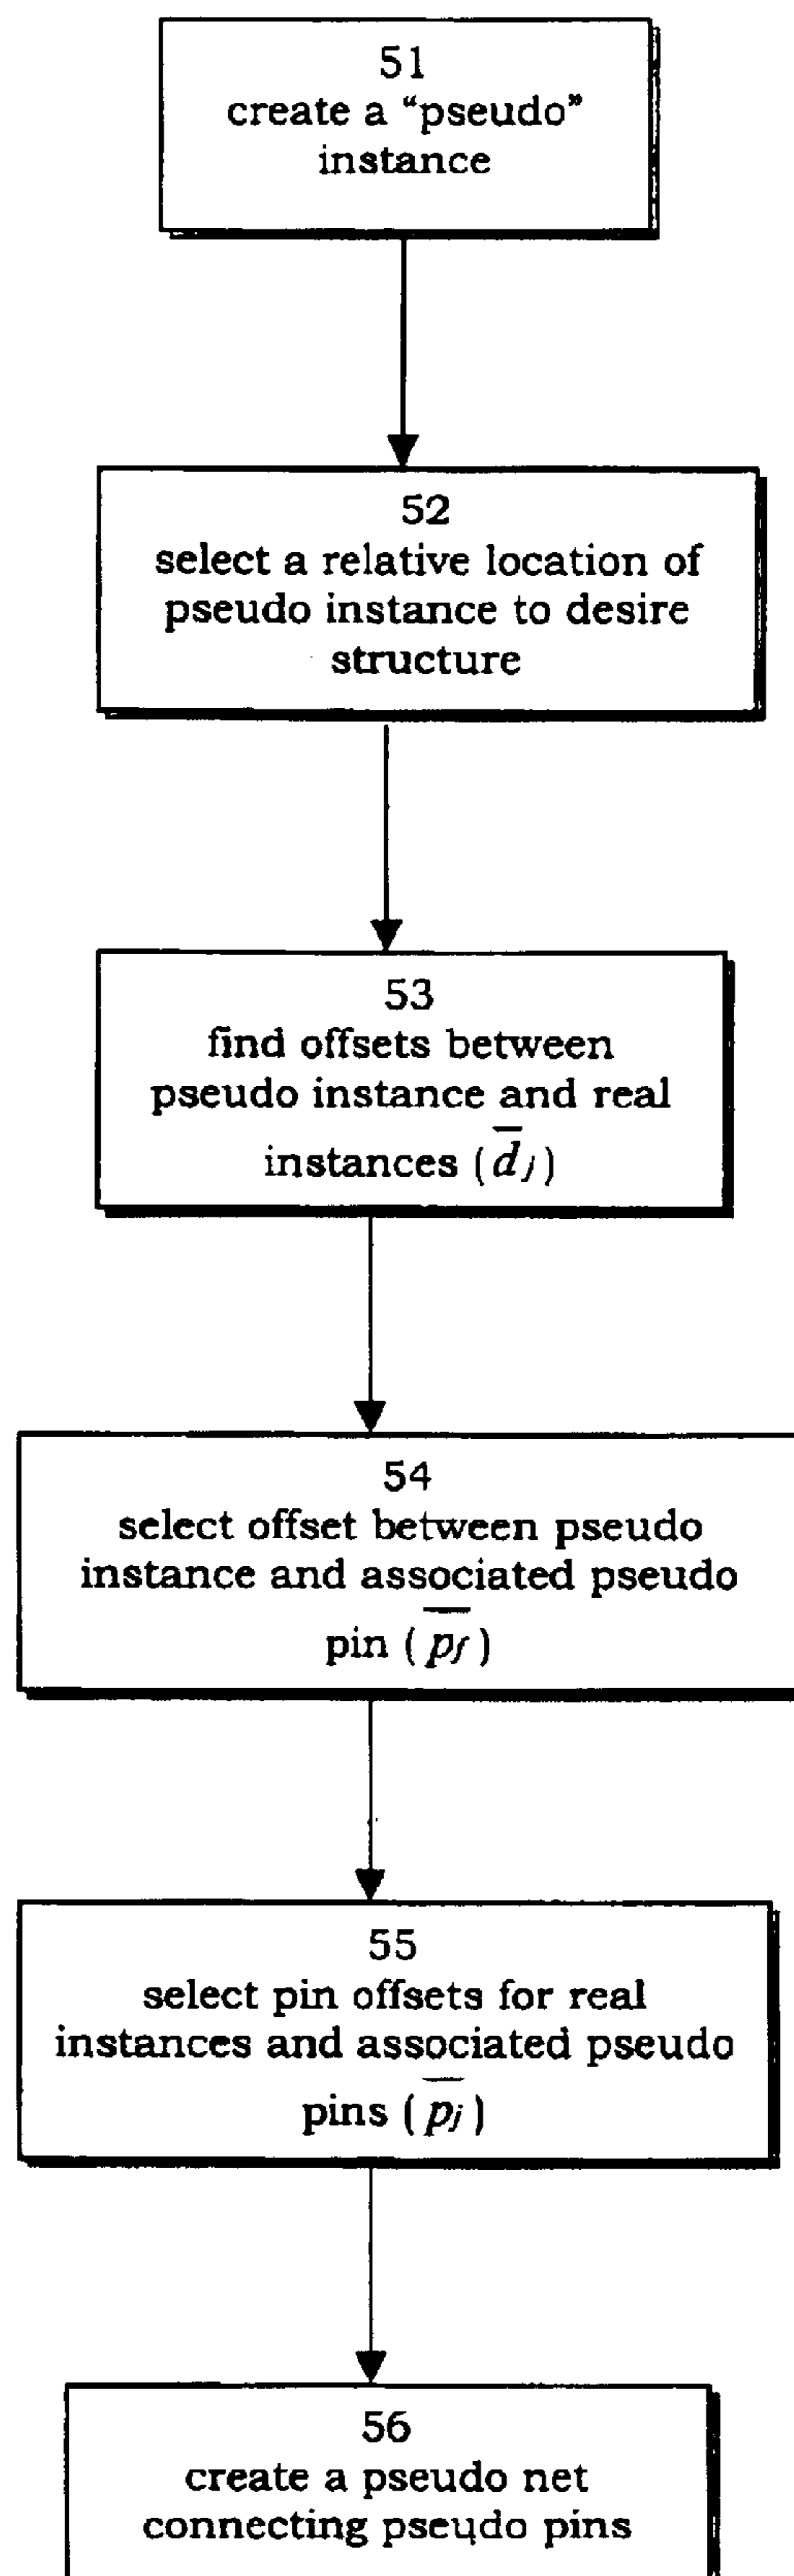 51
create a “pseudo”
instance
52
select a relative location of
pseudo instance to desire
structure
53
find offsets between
pseudo instance and real
instances ( d̅j )
54
select offset between pseudo
instance and associated pseudo
pin ( p̅f )
55
select pin offsets for real
instances and associated pseudo
pins ( p̅j )
56
create a pseudo net
connecting pseudo pins